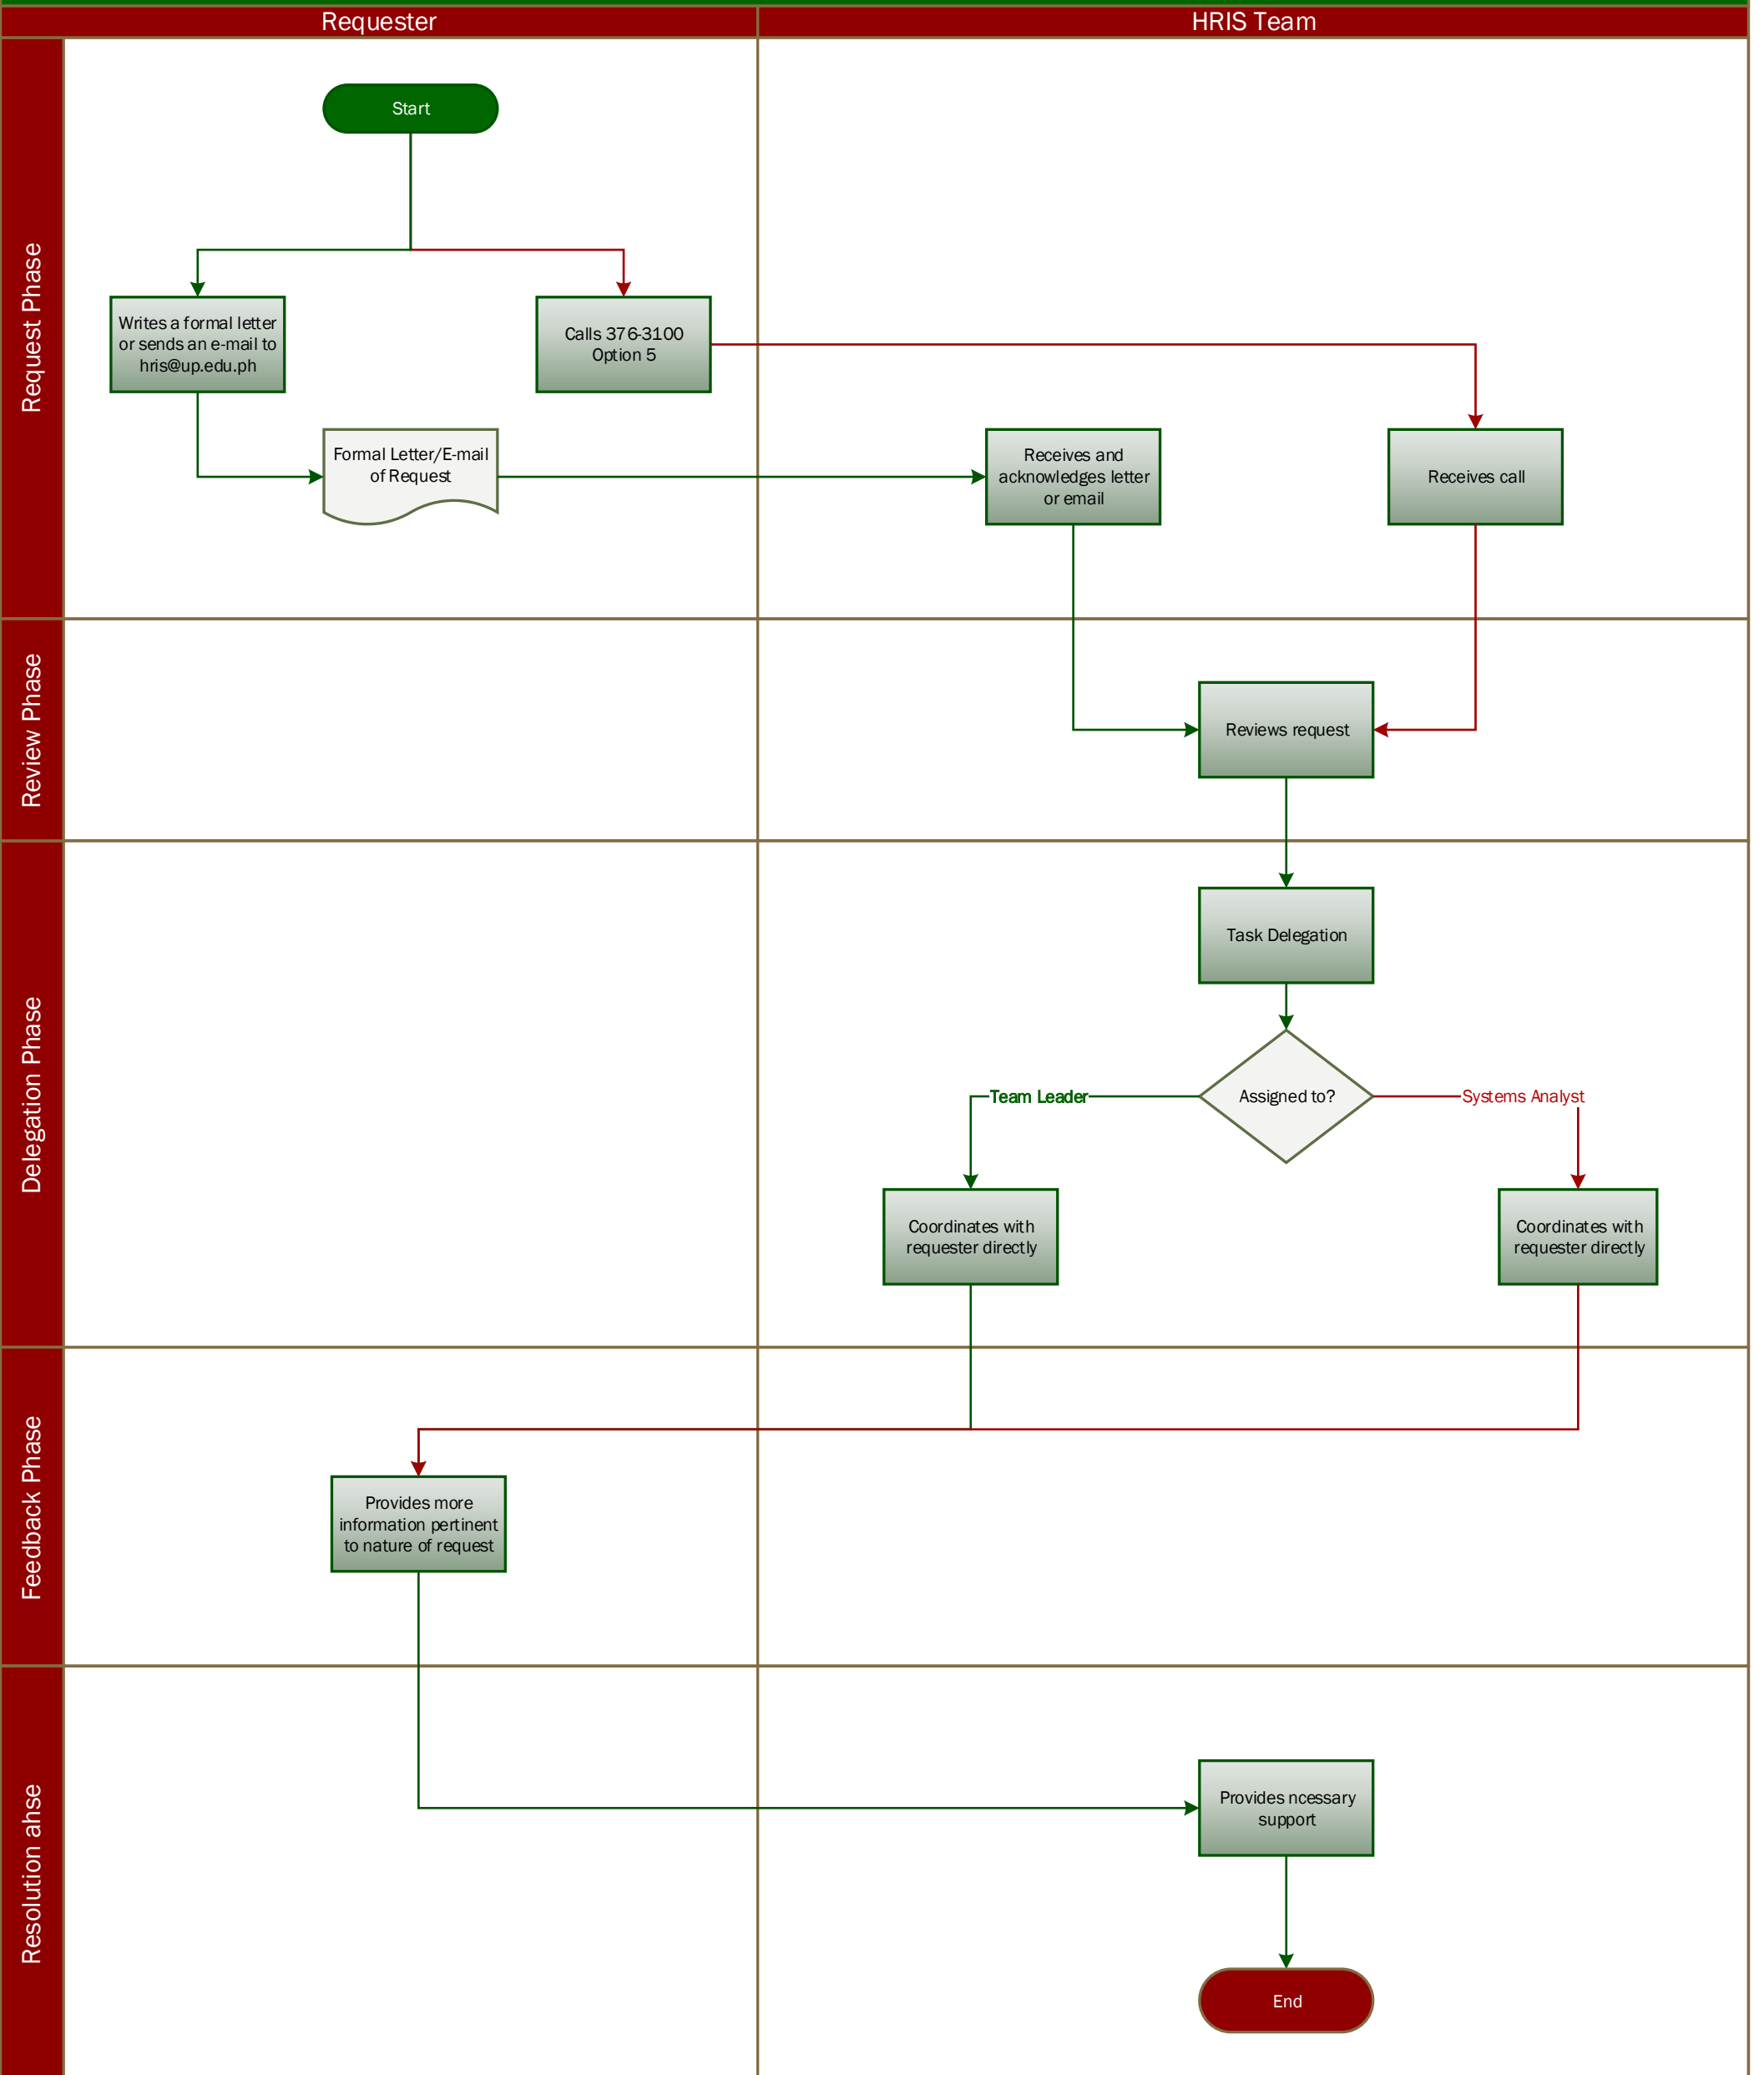 Requester
HRIS Team
Request Phase
Start
Writes a formal letter
or sends an e-mail to
hris@up.edu.ph
Calls 376-3100
Option 5
Formal Letter/E-mail
of Request
Receives and
acknowledges letter
or email
Receives call
Review Phase
Reviews request
Delegation Phase
Task Delegation
Assigned to?
Team Leader
Systems Analyst
Coordinates with
requester directly
Coordinates with
requester directly
Feedback Phase
Provides more
information pertinent
to nature of request
Resolution ahse
Provides ncessary
support
End